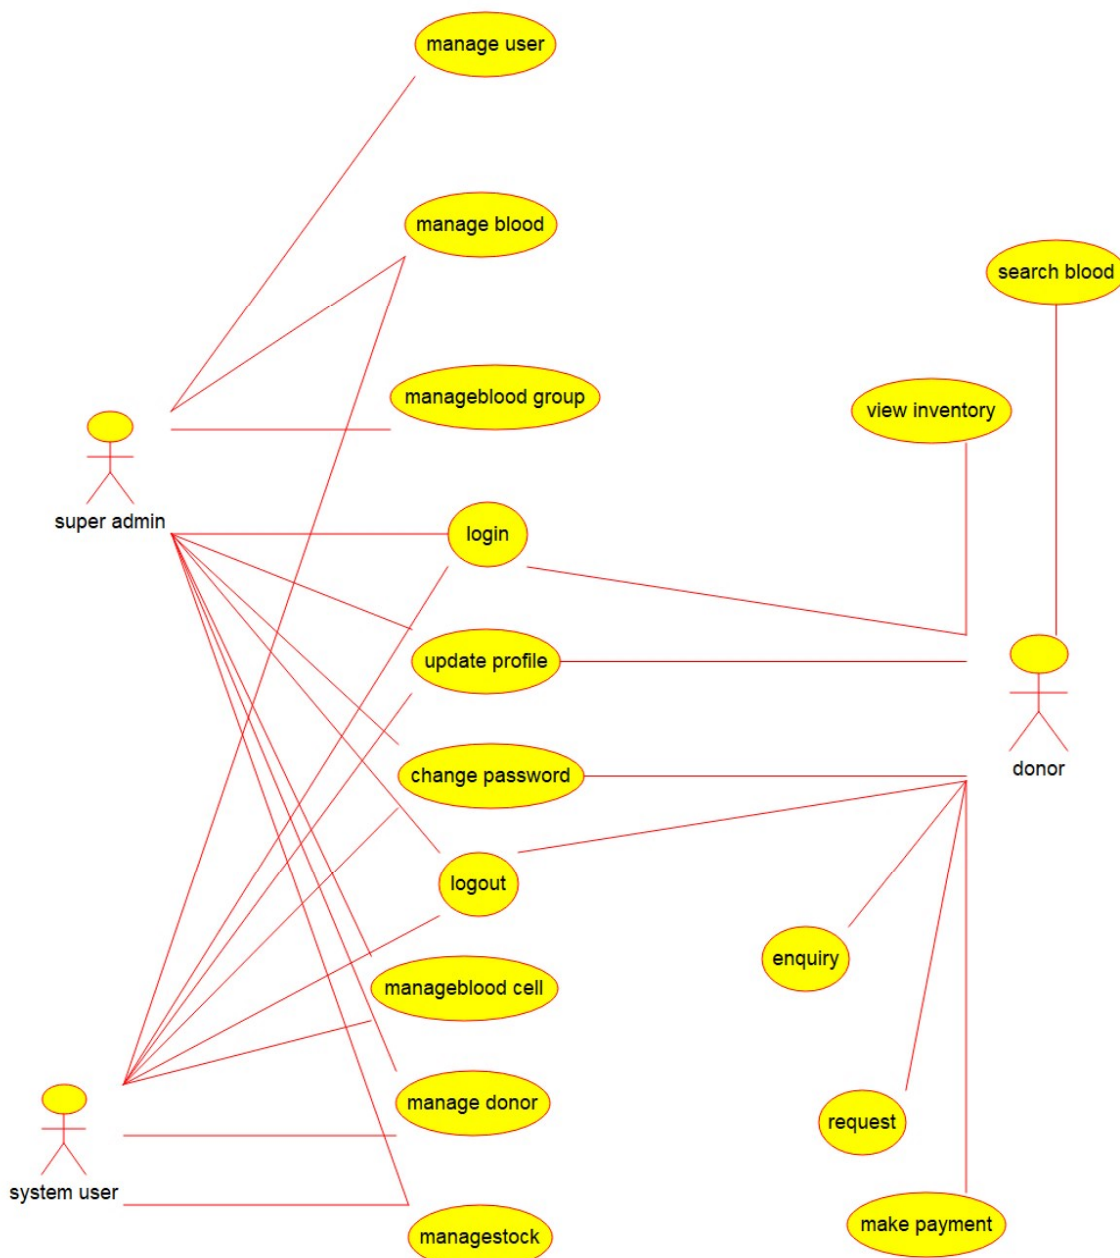 manage user
manage blood
search blood
manageblood group
view inventory
super admin
login
update profile
donor
change password
logout
enquiry
manageblood cell
manage donor
request
system user
managestock
make payment